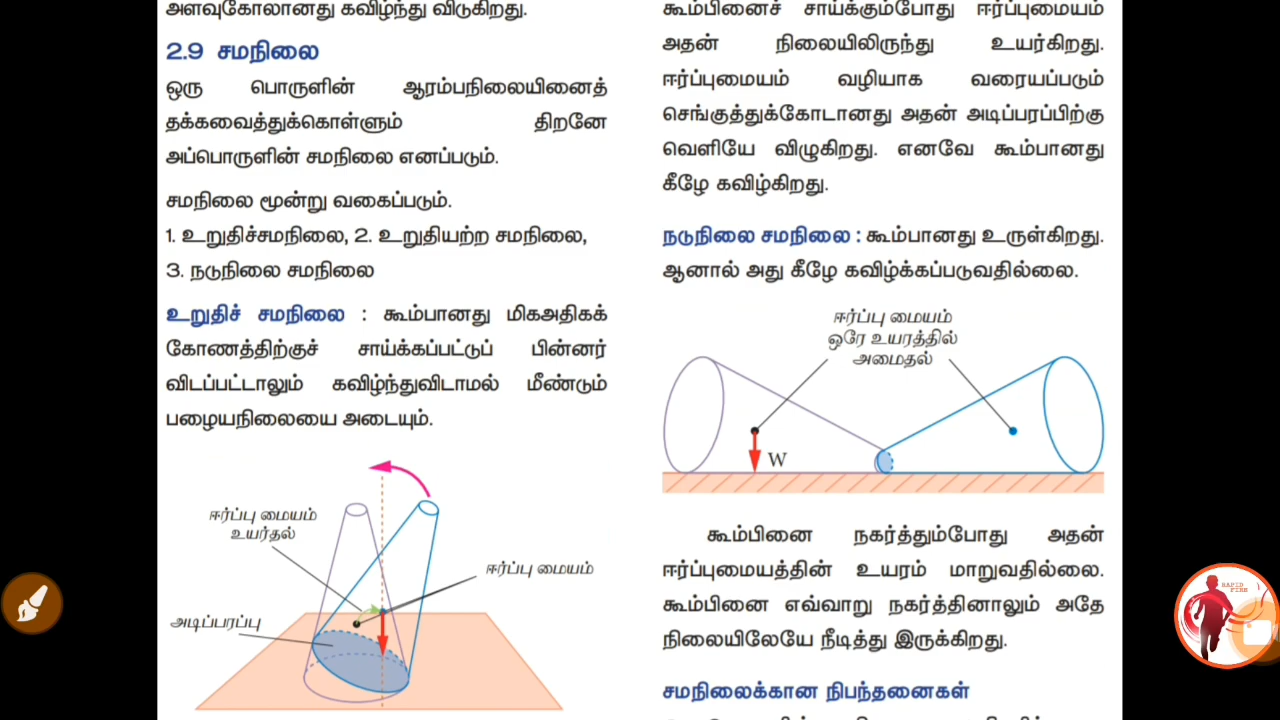 அளவுகோலானது கவிழ்ந்து விடுகிறது.
2.9 சமநிலை
ஒரு பொருளின் ஆரம்பநிலையினைத்
தக்கவைத்துக்கொள்ளும் திறனே
அப்பொருளின் சமநிலை எனப்படும்.
சமநிலை மூன்று வகைப்படும்.
1. உறுதிச்சமநிலை, 2. உறுதியற்ற சமநிலை,
3. நடுநிலை சமநிலை
உறுதிச் சமநிலை : கூம்பானது மிகஅதிகக்
கோணத்திற்குச் சாய்க்கப்பட்டுப் பின்னர்
விடப்பட்டாலும் கவிழ்ந்துவிடாமல் மீண்டும்
பழையநிலையை அடையும்.
ஈர்ப்பு மையம்
உயர்தல்
ஈர்ப்பு மையம்
அடிப்பரப்பு
கூம்பினைச் சாய்க்கும்போது ஈர்ப்புமையம்
அதன் நிலையிலிருந்து உயர்கிறது.
ஈர்ப்புமையம் வழியாக வரையப்படும்
செங்குத்துக்கோடானது அதன் அடிப்பரப்பிற்கு
வெளியே விழுகிறது. எனவே கூம்பானது
கீழே கவிழ்கிறது.
நடுநிலை சமநிலை : கூம்பானது உருள்கிறது.
ஆனால் அது கீழே கவிழ்க்கப்படுவதில்லை.
ஈர்ப்பு மையம்
ஒரே உயரத்தில்
அமைதல்
W
கூம்பினை நகர்த்தும்போது அதன்
ஈர்ப்புமையத்தின் உயரம் மாறுவதில்லை.
கூம்பினை எவ்வாறு நகர்த்தினாலும் அதே
நிலையிலேயே நீடித்து இருக்கிறது.
சமநிலைக்கான நிபந்தனைகள்
RAPID
FIRE